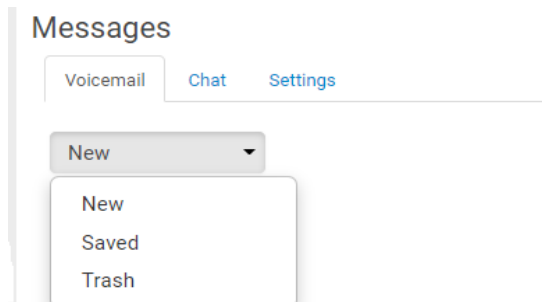 Messages
Voicemail Chat Settings
New
New
Saved
Trash